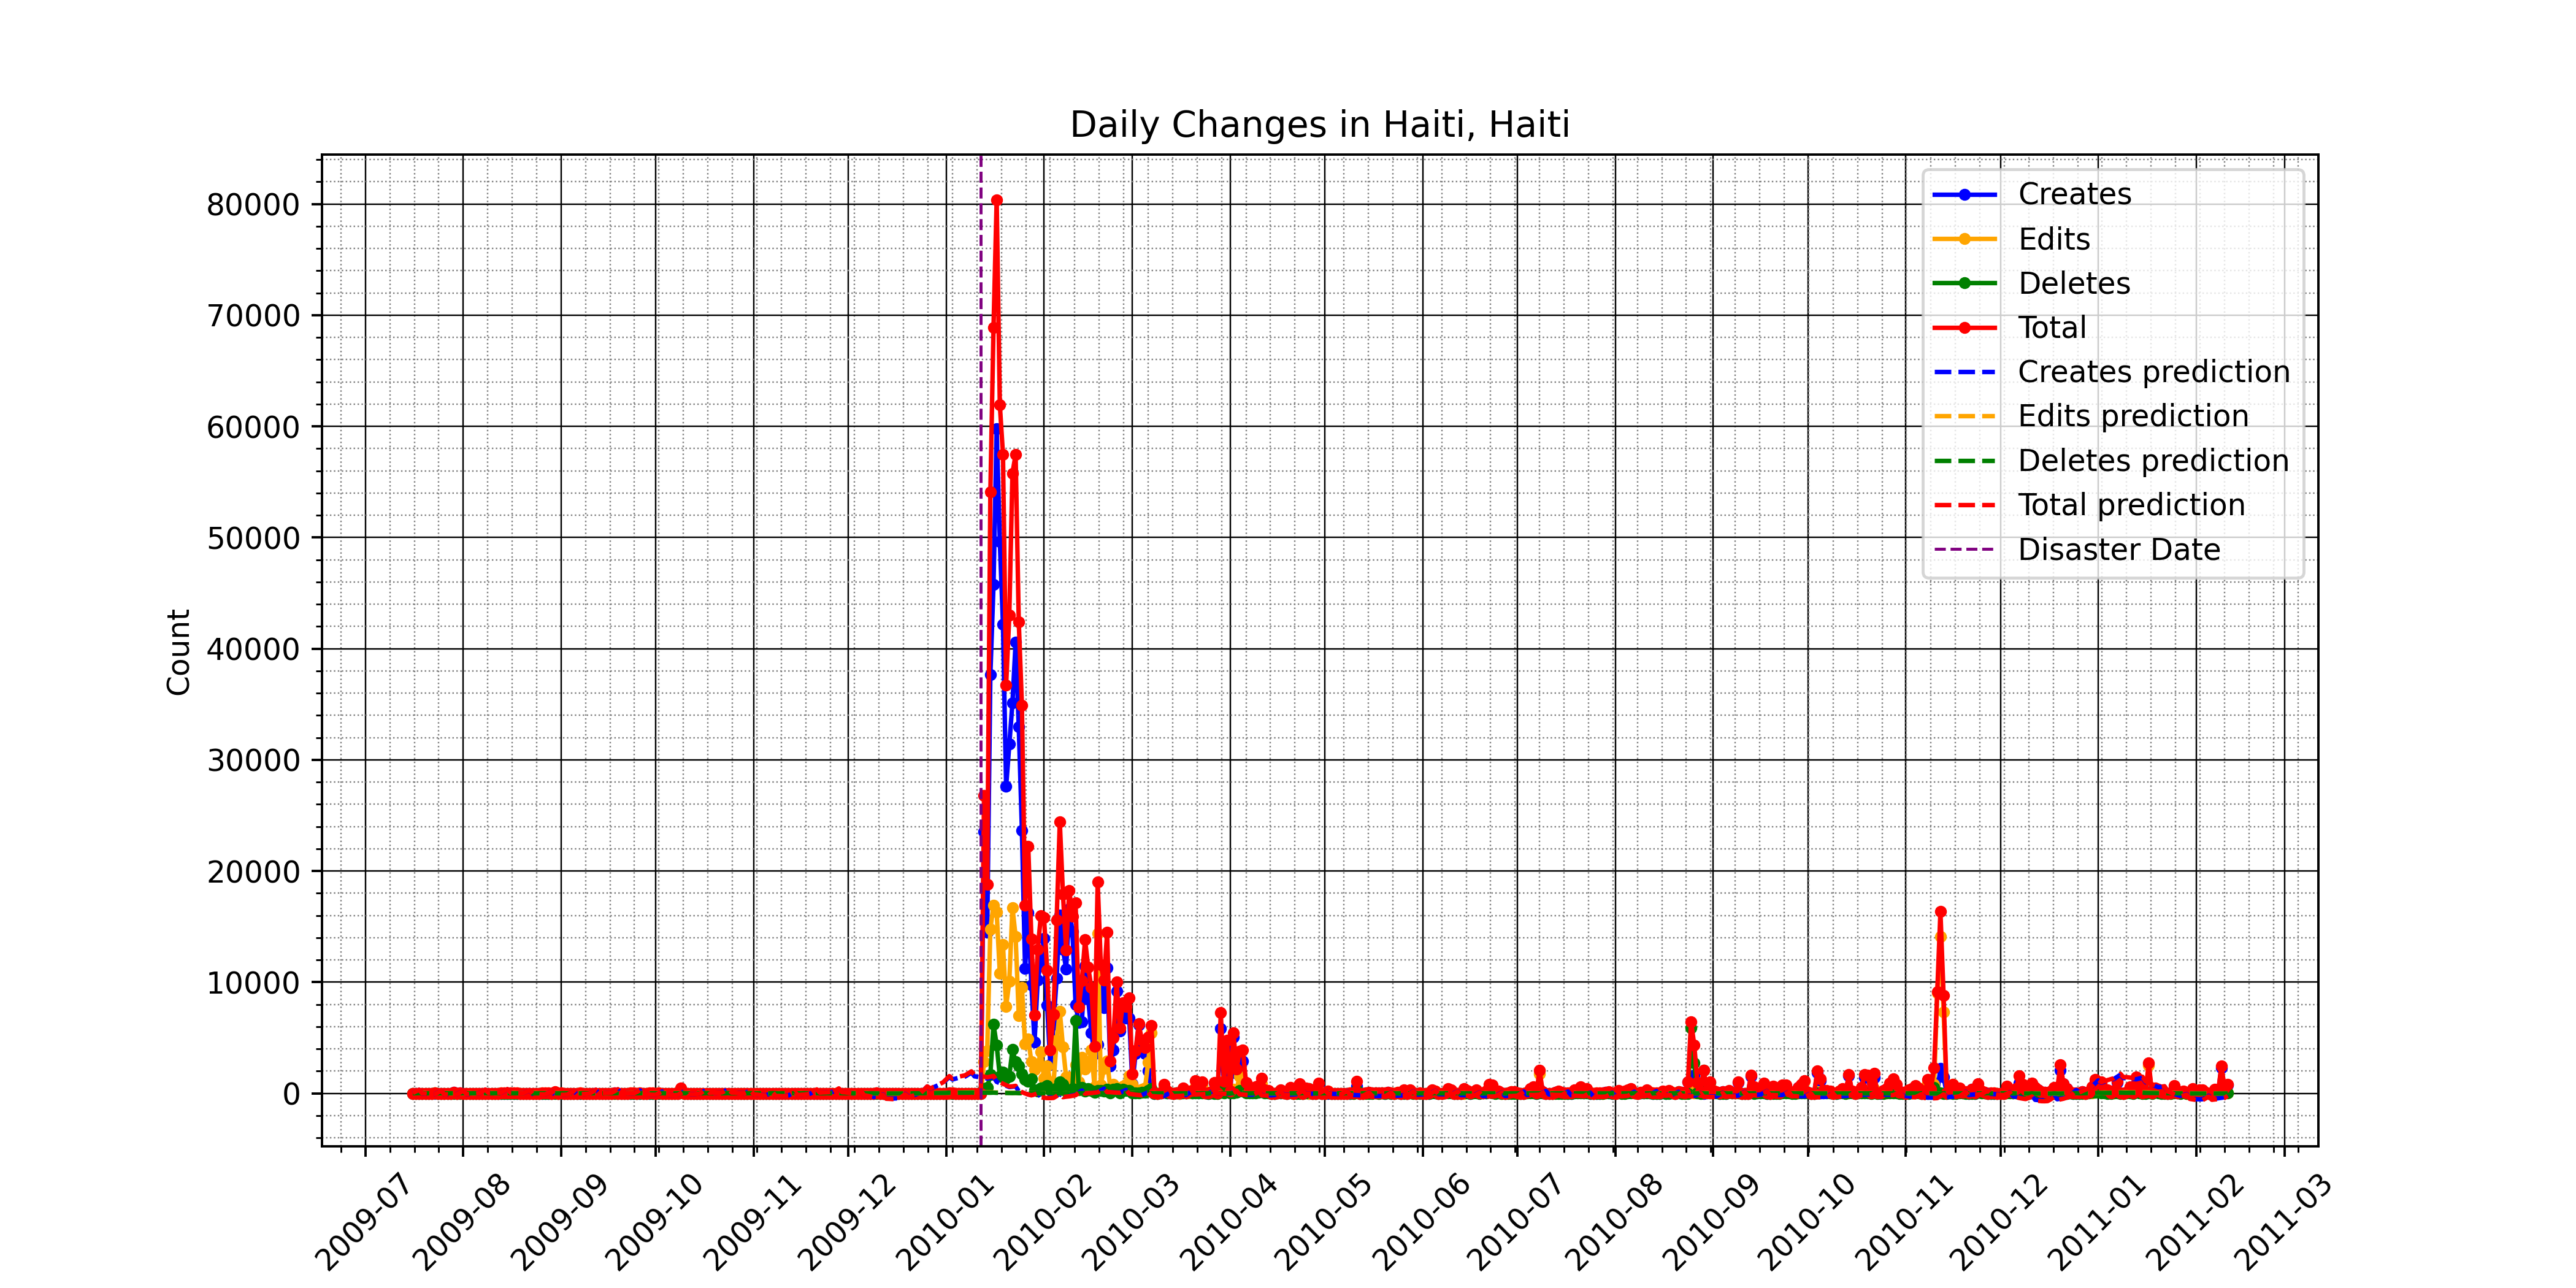 Daily Changes in Haiti, Haiti
Count
80000
70000
60000
50000
40000
30000
20000
10000
0
Creates
Edits
Deletes
Total
Creates prediction
Edits prediction
Deletes prediction
Total prediction
Disaster Date
2009-07
2009-08
2009-09
2009-10
2009-11
2009-12
2010-01
2010-02
2010-03
2010-04
2010-05
2010-06
2010-07
2010-08
2010-09
2010-10
2010-11
2010-12
2011-01
2011-02
2011-03